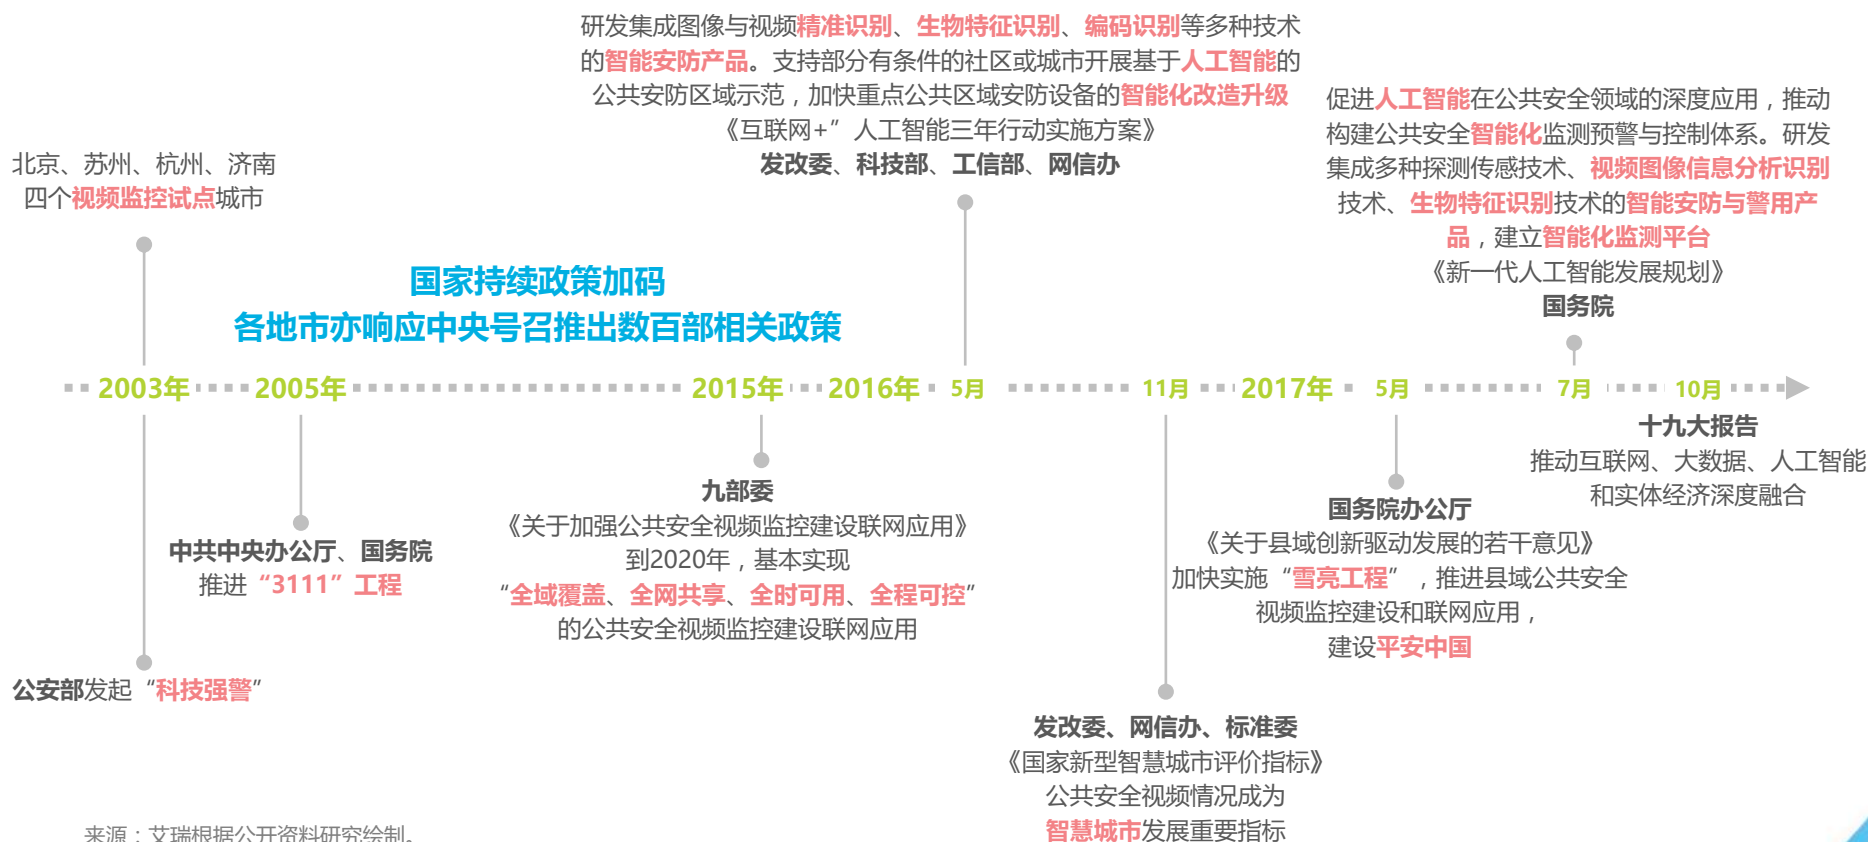 研发集成图像与视频精准识别、生物特征识别、编码识别等多种技术
的智能安防产品。支持部分有条件的社区或城市开展基于人工智能的
公共安防区域示范，加快重点公共区域安防设备的智能化改造升级
《互联网+”人工智能三年行动实施方案》
发改委、科技部、工信部、网信办
促进人工智能在公共安全领域的深度应用，推动
构建公共安全智能化监测预警与控制体系。研发
集成多种探测传感技术、视频图像信息分析识别
技术、生物特征识别技术的智能安防与警用产
品，建立智能化监测平台
《新一代人工智能发展规划》
国务院
北京、苏州、杭州、济南
四个视频监控试点城市
国家持续政策加码
各地市亦响应中央号召推出数百部相关政策
2003年 2005年 2015年 2016年 5月 11月 2017年 5月 7月 10月
十九大报告
推动互联网、大数据、人工智能
和实体经济深度融合
九部委
《关于加强公共安全视频监控建设联网应用》
到2020年，基本实现
“全域覆盖、全网共享、全时可用、全程可控”
的公共安全视频监控建设联网应用
国务院办公厅
《关于县域创新驱动发展的若干意见》
加快实施“雪亮工程”，推进县域公共安全
视频监控建设和联网应用，
建设平安中国
中共中央办公厅、国务院
推进“3111”工程
公安部发起“科技强警”
发改委、网信办、标准委
《国家新型智慧城市评价指标》
公共安全视频情况成为
智慧城市发展重要指标
来源：艾瑞根据公开资料研究绘制。